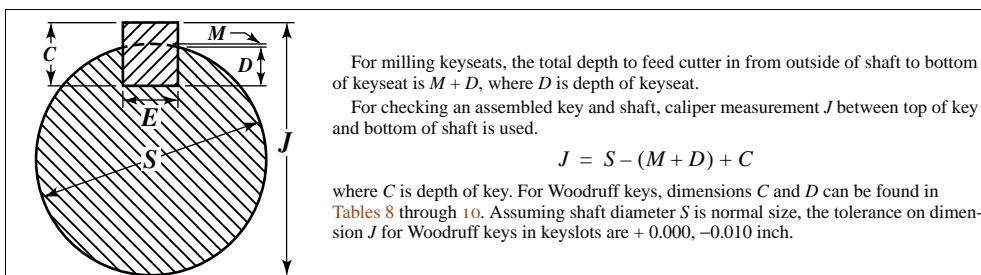 M
C
D
E
J
S
For milling keyseats, the total depth to feed cutter in from outside of shaft to bottom
of keyseat is M + D, where D is depth of keyseat.
For checking an assembled key and shaft, caliper measurement J between top of key
and bottom of shaft is used.
J = S – (M + D) + C
where C is depth of key. For Woodruff keys, dimensions C and D can be found in
Tables 8 through 10. Assuming shaft diameter S is normal size, the tolerance on dimen-
sion J for Woodruff keys in keyslots are + 0.000, –0.010 inch.